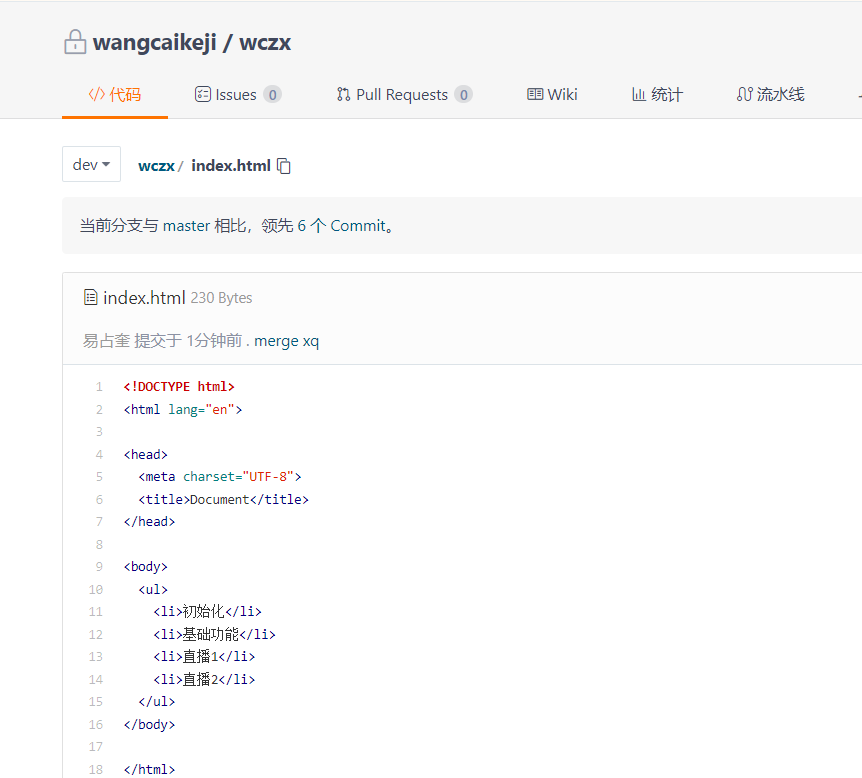 wangcaikeji / wczx
代码 Issues 0 Pull Requests 0 Wiki 统计 流水线
dev wczx / index.html
当前分支与 master 相比，领先 6 个 Commit。
index.html 230 Bytes
易占奎 提交于 1分钟前 . merge xq
1 <!DOCTYPE html>
2 <html lang="en">
3
4 <head>
5   <meta charset="UTF-8">
6   <title>Document</title>
7 </head>
8
9 <body>
10   <ul>
11     <li>初始化</li>
12     <li>基础功能</li>
13     <li>直播1</li>
14     <li>直播2</li>
15   </ul>
16 </body>
17
18 </html>